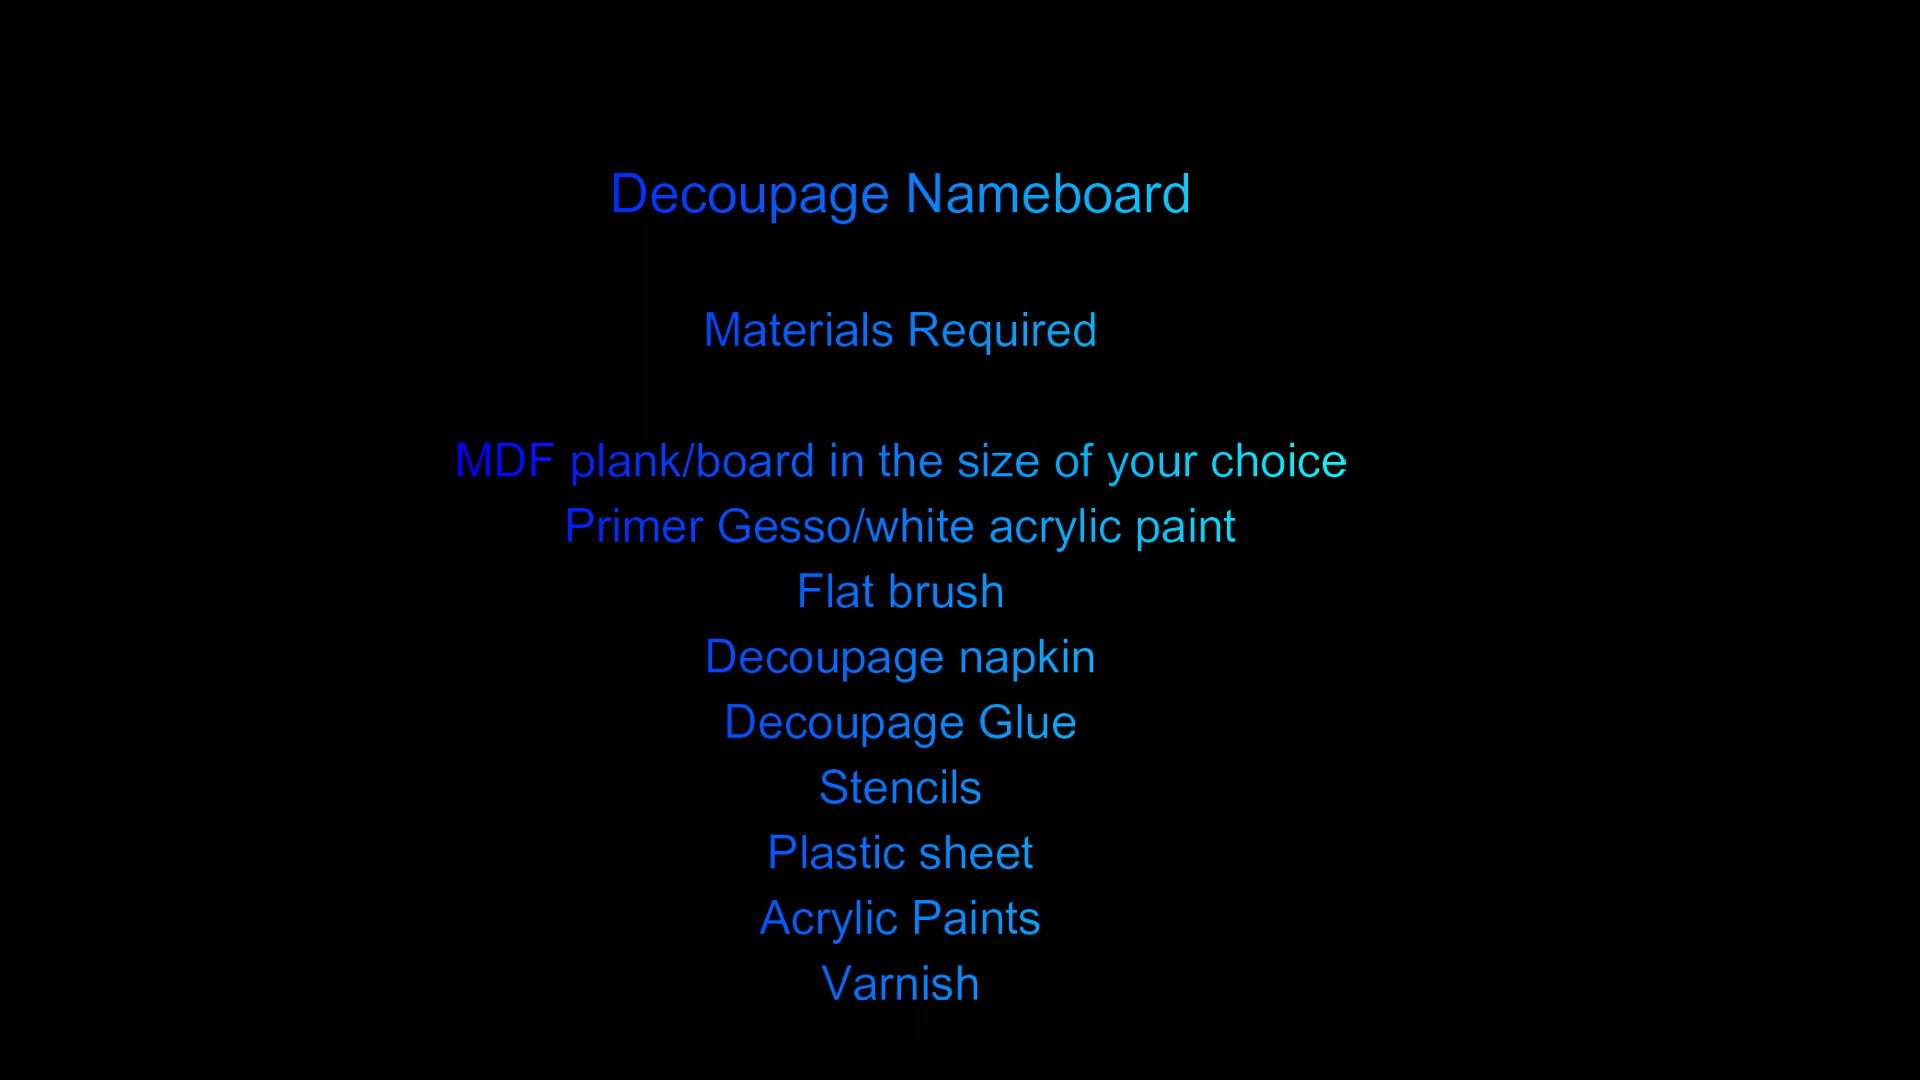 Decoupage Nameboard
Materials Required
MDF plank/board in the size of your choice
Primer Gesso/white acrylic paint
Flat brush
Decoupage napkin
Decoupage Glue
Stencils
Plastic sheet
Acrylic Paints
Varnish